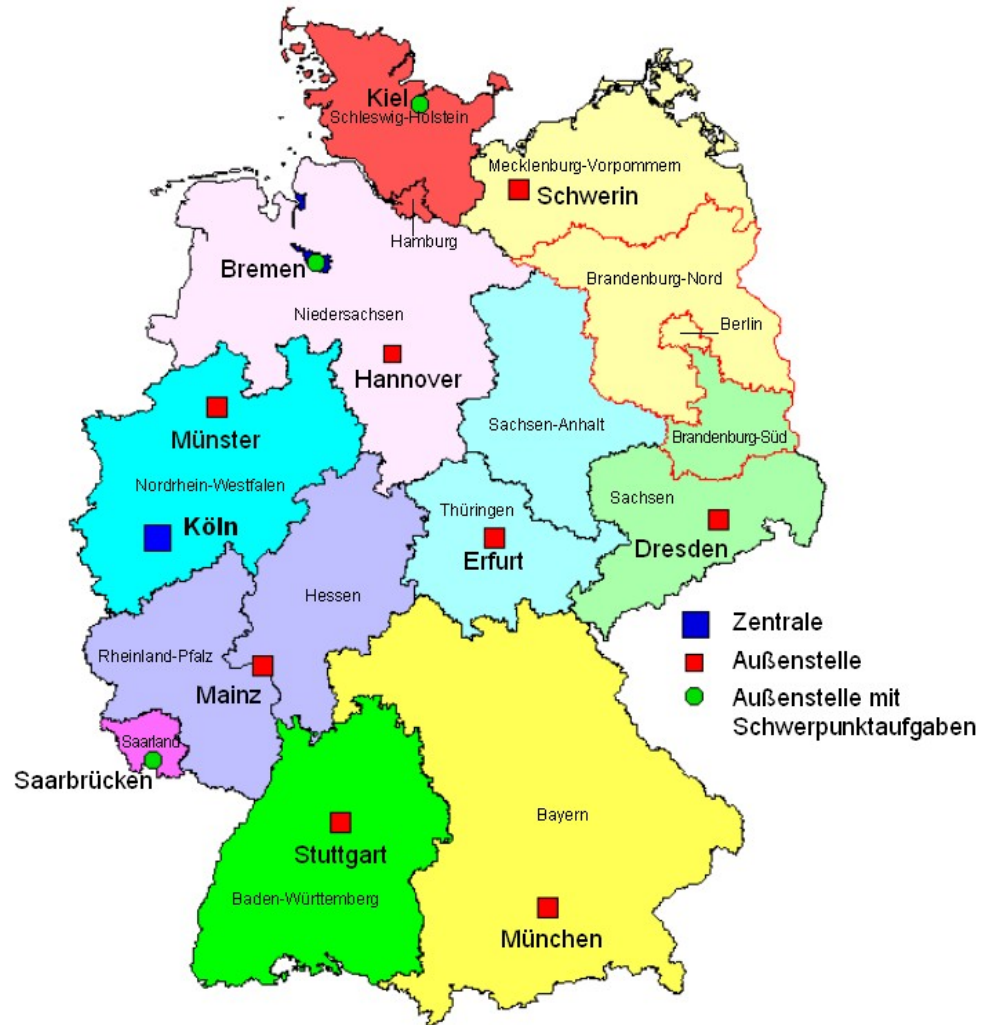 Kiel
Schleswig-Holstein
Mecklenburg-Vorpommern
Schwerin
Hamburg
Bremen
Brandenburg-Nord
Niedersachsen
Berlin
Hannover
Münster
Sachsen-Anhalt
Brandenburg-Süd
Nordrhein-Westfalen
Sachsen
Thüringen
Köln
Dresden
Erfurt
Hessen
Zentrale
Rheinland-Pfalz
Außenstelle
Mainz
Außenstelle mit
Schwerpunktaufgaben
Saarland
Saarbrücken
Bayern
Stuttgart
Baden-Württemberg
München